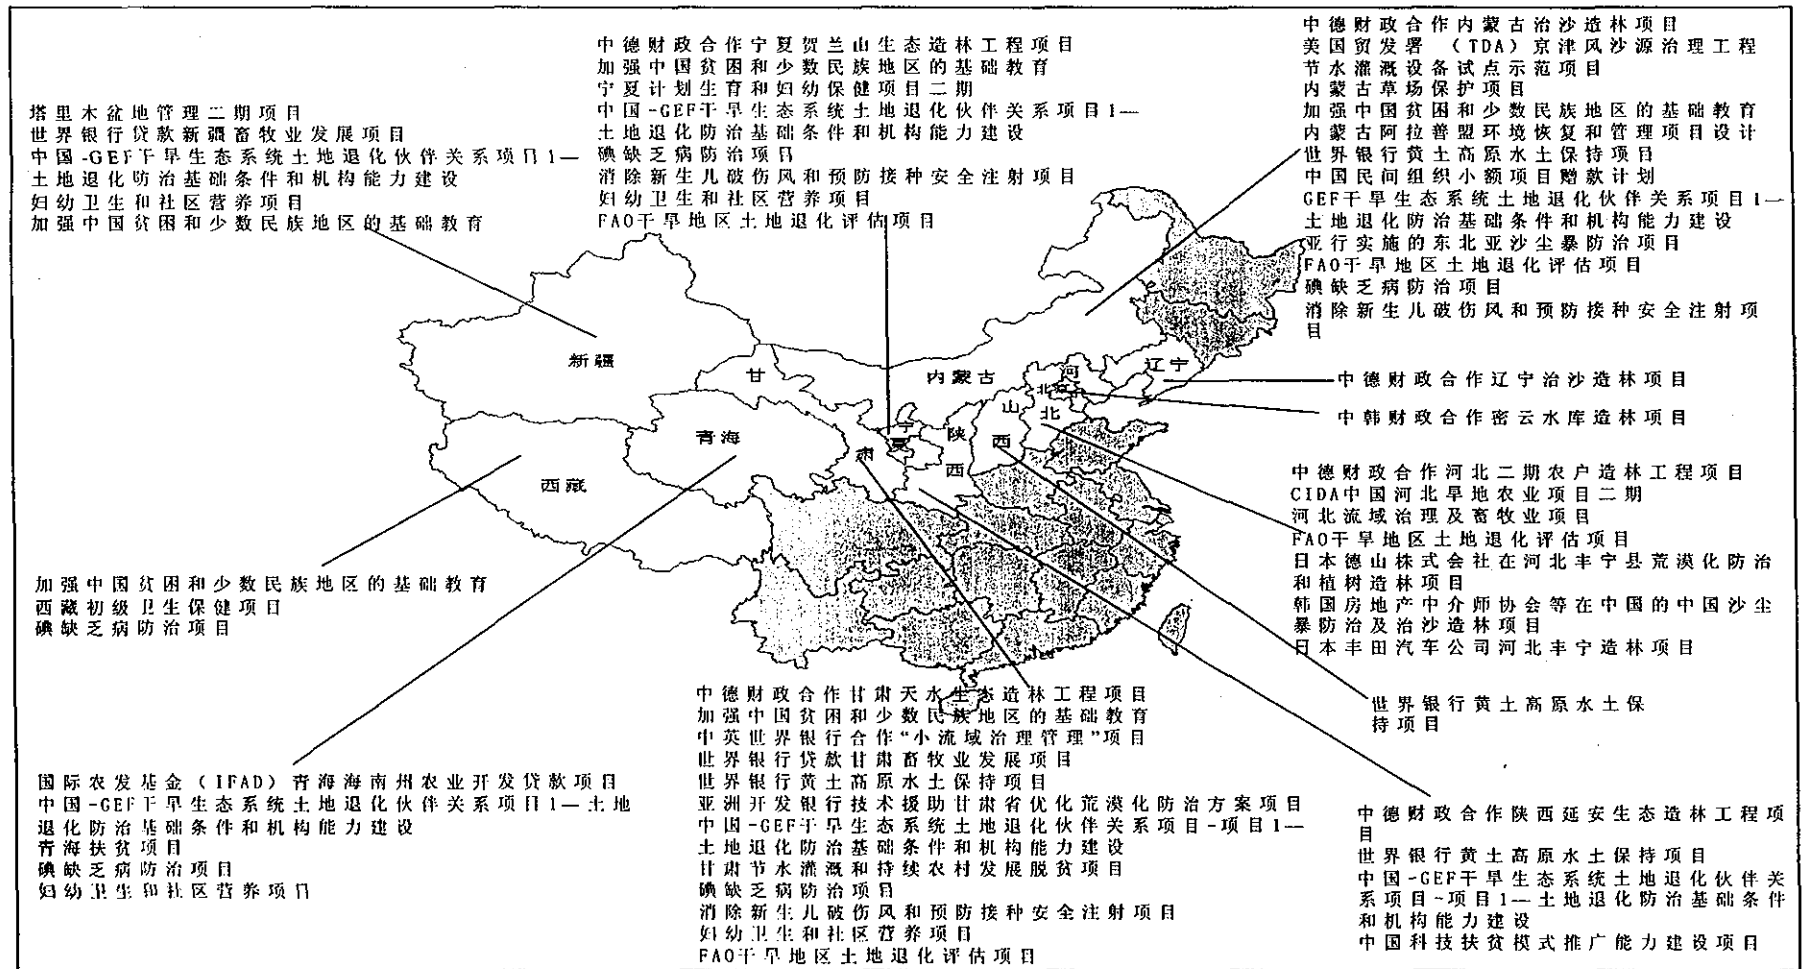 中德财政合作内蒙古治沙造林项目
美国贸发署 (TDA) 京津风沙源治理工程
节水灌溉设备试点示范项目
内蒙古草场保护项目
加强中国贫困和少数民族地区的基础教育
内蒙古阿拉善盟环境恢复和管理项目设计
世界银行黄土高原水土保持项目
中国民间组织小额项目赠款计划
GEF干旱生态系统土地退化伙伴关系项目1—
土地退化防治基础条件和机构能力建设
亚行实施的东北亚沙尘暴防治项目
FAO干旱地区土地退化评估项目
碘缺乏病防治项目
消除新生儿破伤风和预防接种安全注射项
目
中德财政合作宁夏贺兰山生态造林工程项目
加强中国贫困和少数民族地区的基础教育
宁夏计划生育和妇幼保健项目二期
中国-GEF干旱生态系统土地退化伙伴关系项目1—
土地退化防治基础条件和机构能力建设
碘缺乏病防治项目
消除新生儿破伤风和预防接种安全注射项目
妇幼卫生和社区营养项目
FAO干旱地区土地退化评估项目
塔里木盆地管理二期项目
世界银行贷款新疆畜牧业发展项目
中国-GEF干旱生态系统土地退化伙伴关系项目1—
土地退化防治基础条件和机构能力建设
妇幼卫生和社区营养项目
加强中国贫困和少数民族地区的基础教育
新疆
甘
肃
内蒙古
辽宁
河
北
北京
山
西
陕
西
宁
夏
青海
西藏
中德财政合作辽宁治沙造林项目
中韩财政合作密云水库造林项目
中德财政合作河北二期农户造林工程项目
CIDA中国河北旱地农业项目二期
河北流域治理及畜牧业项目
FAO干旱地区土地退化评估项目
日本德山株式会社在河北丰宁县荒漠化防治
和植树造林项目
韩国房地产中介师协会等在中国的中国沙尘
暴防治及治沙造林项目
日本丰田汽车公司河北丰宁造林项目
加强中国贫困和少数民族地区的基础教育
西藏初级卫生保健项目
碘缺乏病防治项目
世界银行黄土高原水土保
持项目
中德财政合作甘肃天水生态造林工程项目
加强中国贫困和少数民族地区的基础教育
中英世界银行合作“小流域治理管理”项目
世界银行贷款甘肃畜牧业发展项目
世界银行黄土高原水土保持项目
亚洲开发银行技术援助甘肃省优化荒漠化防治方案项目
中国-GEF干旱生态系统土地退化伙伴关系项目-项目1—
土地退化防治基础条件和机构能力建设
甘肃节水灌溉和持续农村发展脱贫项目
碘缺乏病防治项目
消除新生儿破伤风和预防接种安全注射项目
妇幼卫生和社区营养项目
FAO干旱地区土地退化评估项目
国际农发基金(IFAD)青海海南州农业开发贷款项目
中国-GEF干旱生态系统土地退化伙伴关系项目1—土地
退化防治基础条件和机构能力建设
青海扶贫项目
碘缺乏病防治项目
妇幼卫生和社区营养项目
中德财政合作陕西延安生态造林工程项
目
世界银行黄土高原水土保持项目
中国-GEF干旱生态系统土地退化伙伴关
系项目-项目1—土地退化防治基础条件
和机构能力建设
中国科技扶贫模式推广能力建设项目